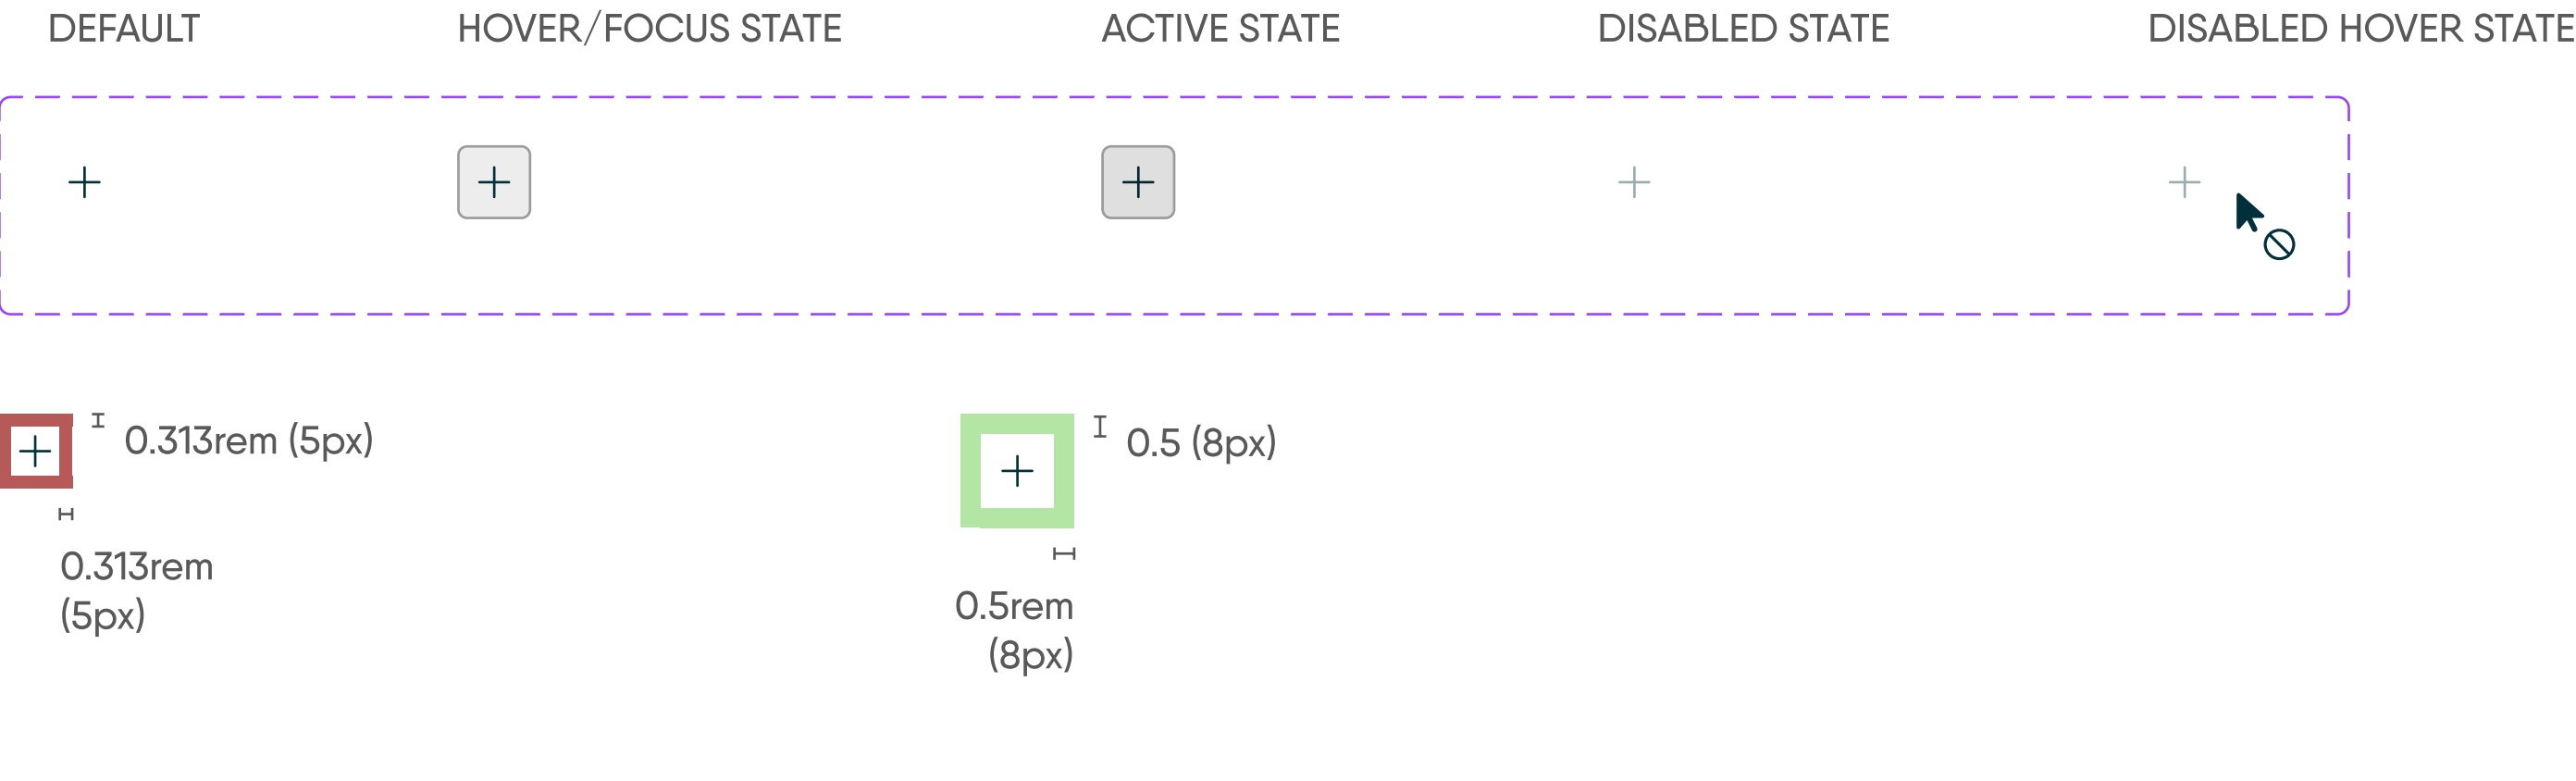 DEFAULT
HOVER/FOCUS STATE
ACTIVE STATE
DISABLED STATE
DISABLED HOVER STATE
0.313rem (5px)
0.313rem
(5px)
0.5 (8px)
0.5rem
(8px)